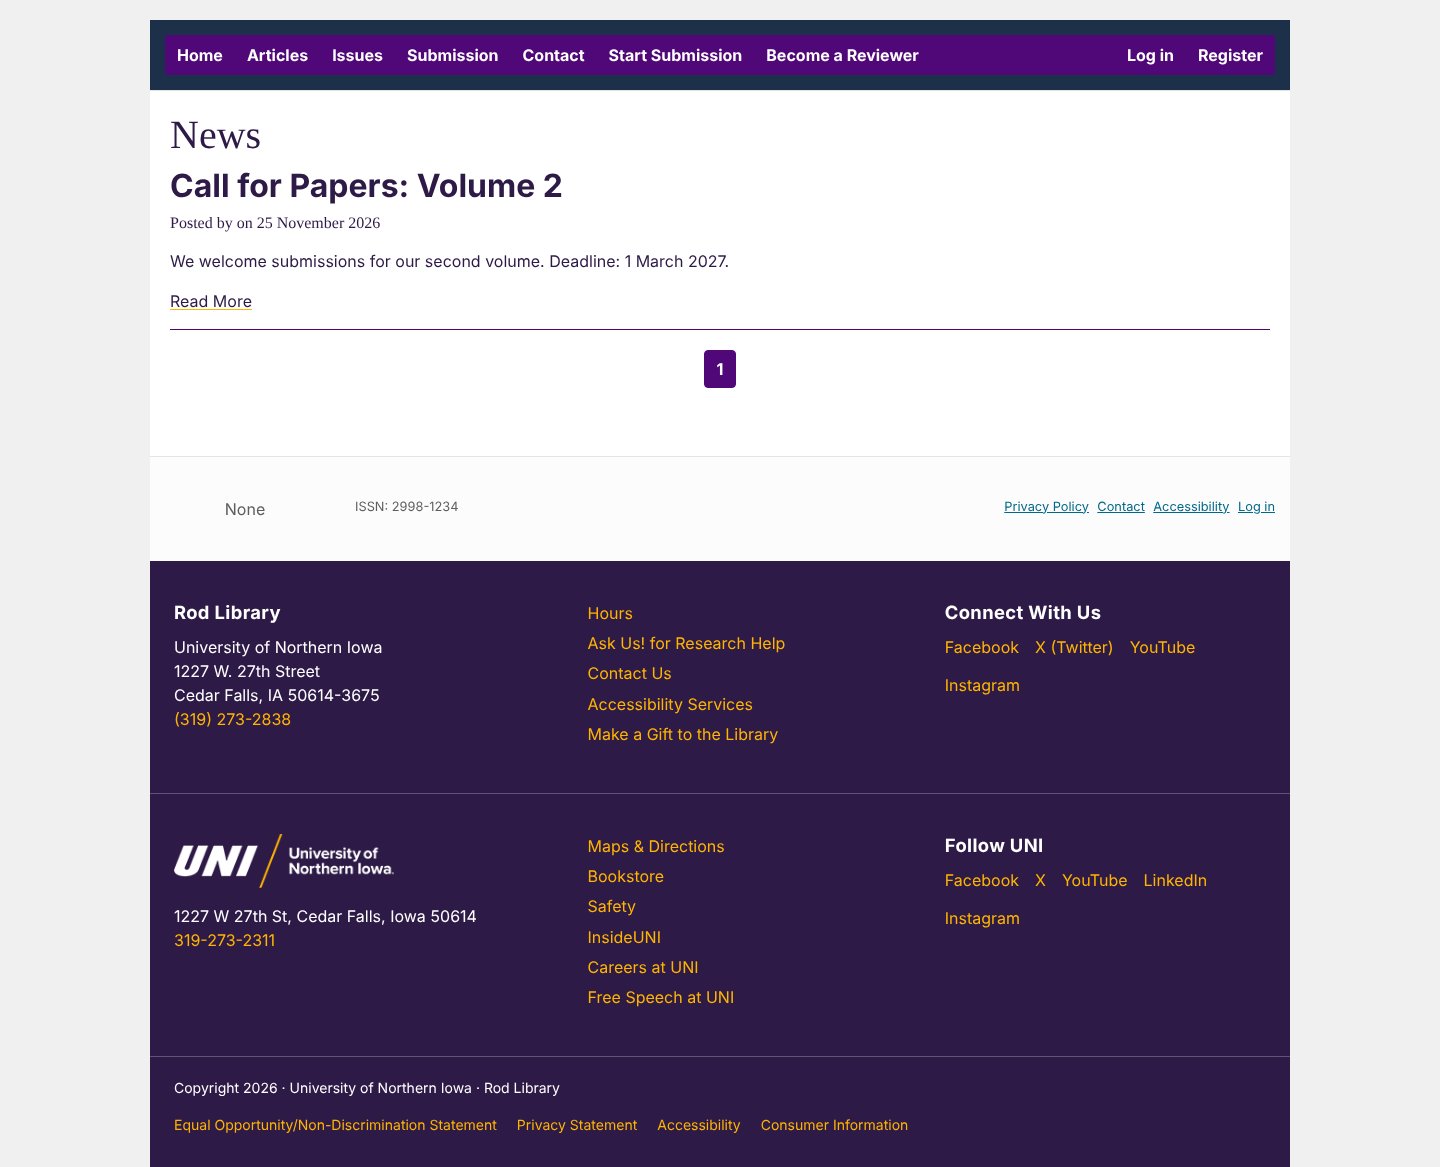 Home Articles Issues Submission Contact Start Submission Become a Reviewer Log in Register
News
Call for Papers: Volume 2
Posted by on 25 November 2026
We welcome submissions for our second volume. Deadline: 1 March 2027.
Read More
1
None
ISSN: 2998-1234
Privacy Policy Contact Accessibility Log in
Rod Library
University of Northern Iowa
1227 W. 27th Street
Cedar Falls, IA 50614-3675
(319) 273-2838
Hours
Ask Us! for Research Help
Contact Us
Accessibility Services
Make a Gift to the Library
Connect With Us
Facebook X (Twitter) YouTube
Instagram
UNI University of
Northern Iowa.
1227 W 27th St, Cedar Falls, Iowa 50614
319-273-2311
Maps & Directions
Bookstore
Safety
InsideUNI
Careers at UNI
Free Speech at UNI
Follow UNI
Facebook X YouTube LinkedIn
Instagram
Copyright 2026 · University of Northern Iowa · Rod Library
Equal Opportunity/Non-Discrimination Statement Privacy Statement Accessibility Consumer Information